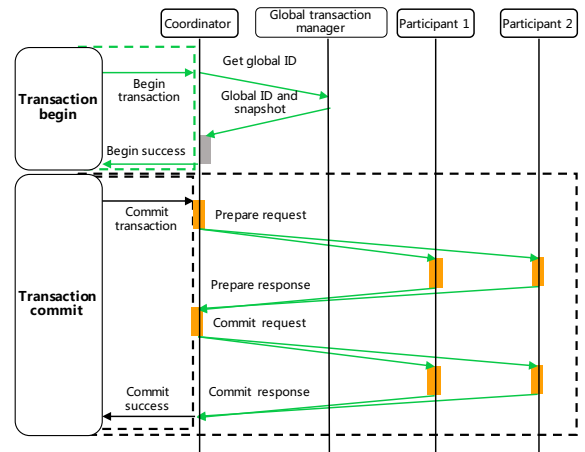 Coordinator
Global transaction
manager
Participant 1
Participant 2
Transaction
begin
Begin
transaction
Get global ID
Global ID and
snapshot
Begin success
Transaction
commit
Commit
transaction
Prepare request
Prepare response
Commit request
Commit
success
Commit response